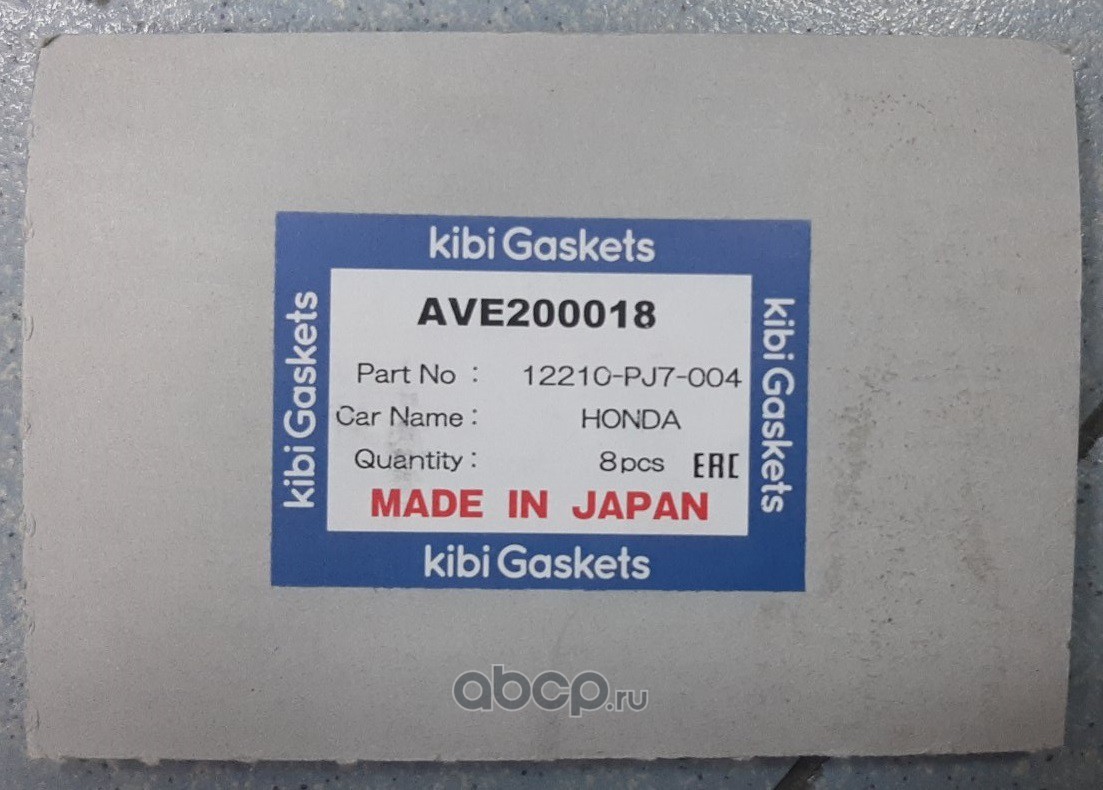 kibi Gaskets
kibi Gaskets
AVE200018
Part No : 12210-PJ7-004
Car Name : HONDA
Quantity : 8pcs EAC
MADE IN JAPAN
kibi Gaskets
kibi Gaskets
abcp.ru